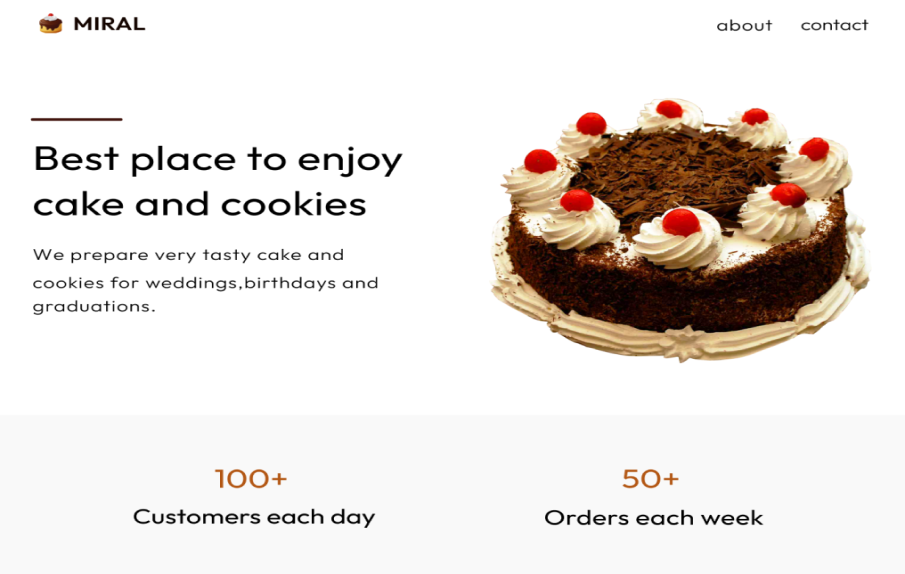 MIRAL
about
contact
Best place to enjoy
cake and cookies
We prepare very tasty cake and
cookies for weddings,birthdays and
graduations.
100+
Customers each day
50+
Orders each week